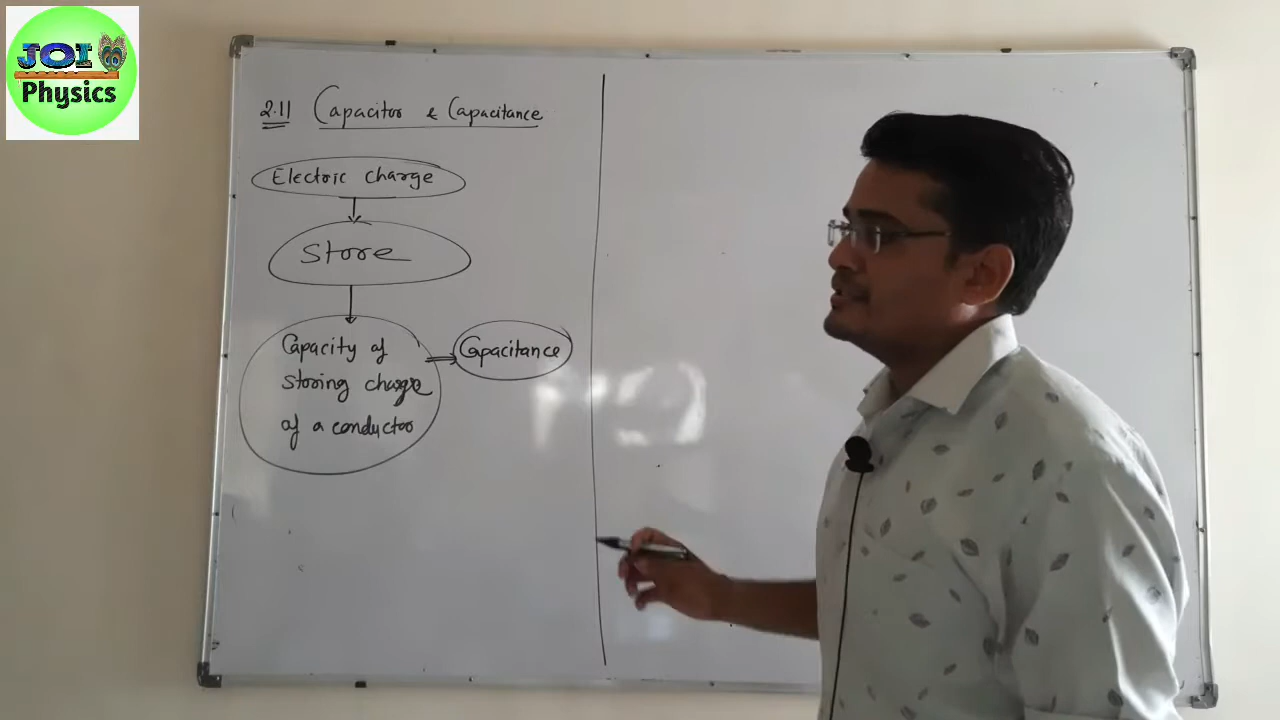 JOI
Physics
2.11 Capacitor & Capacitance
Electric charge
Store
Capacity of
storing charge
of a conductor
Capacitance